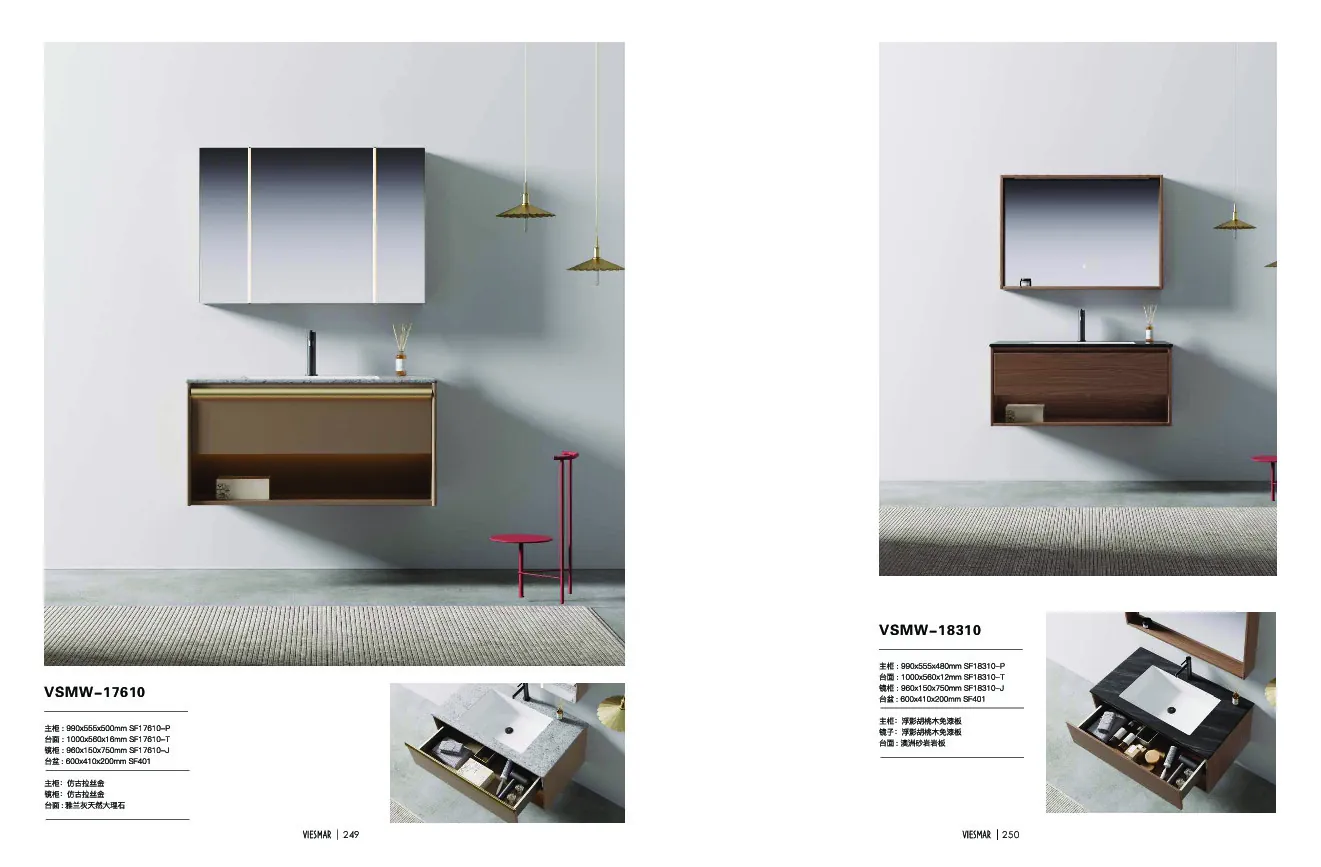 VSMW-17610
主柜：990x555x500mm SF17610-P
台面：1000x560x16mm SF17610-T
镜柜：960x150x750mm SF17610-J
台盆：600x410x200mm SF401
主柜：仿古拉丝金
镜柜：仿古拉丝金
台面：雅兰灰天然大理石
VIESMAR | 249
VSMW-18310
主柜：990x555x480mm SF18310-P
台面：1000x560x12mm SF18310-T
镜柜：960x150x750mm SF18310-J
台盆：600x410x200mm SF401
主柜：浮影胡桃木免漆板
镜子：浮影胡桃木免漆板
台面：澳洲砂岩岩板
VIESMAR | 250